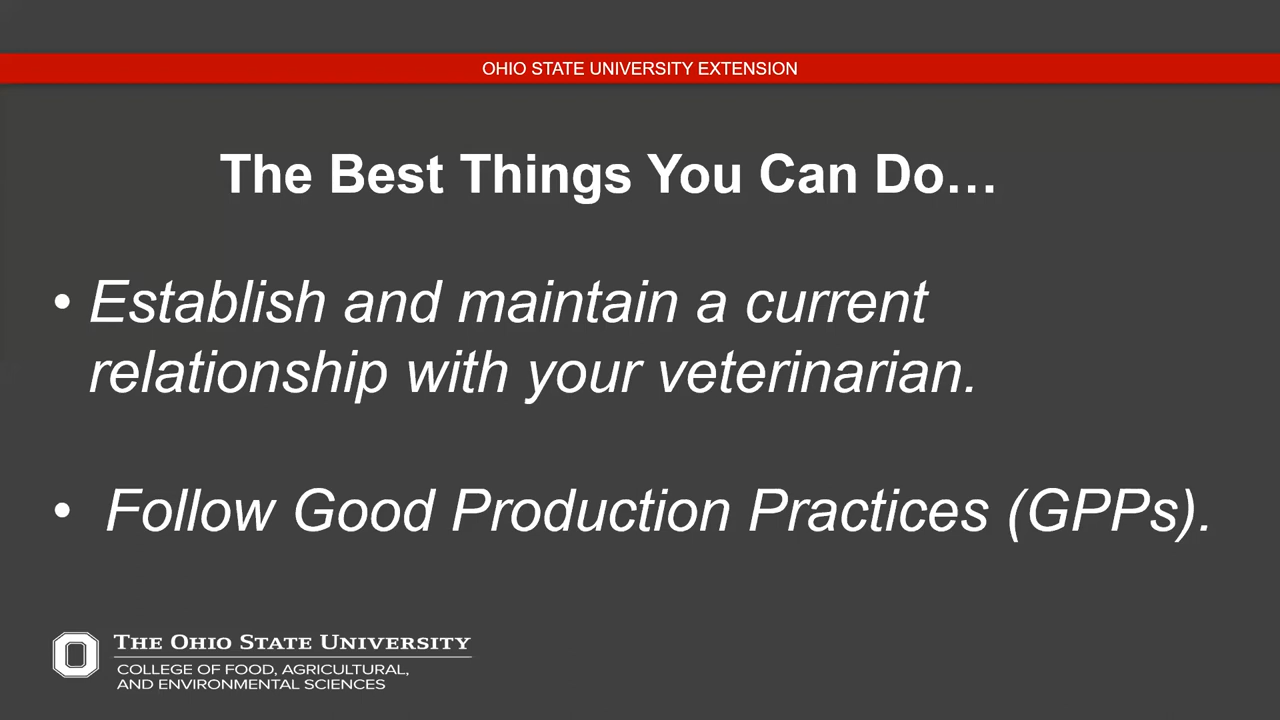 OHIO STATE UNIVERSITY EXTENSION
The Best Things You Can Do…
• Establish and maintain a current
relationship with your veterinarian.
• Follow Good Production Practices (GPPs).
THE OHIO STATE UNIVERSITY
COLLEGE OF FOOD, AGRICULTURAL,
AND ENVIRONMENTAL SCIENCES